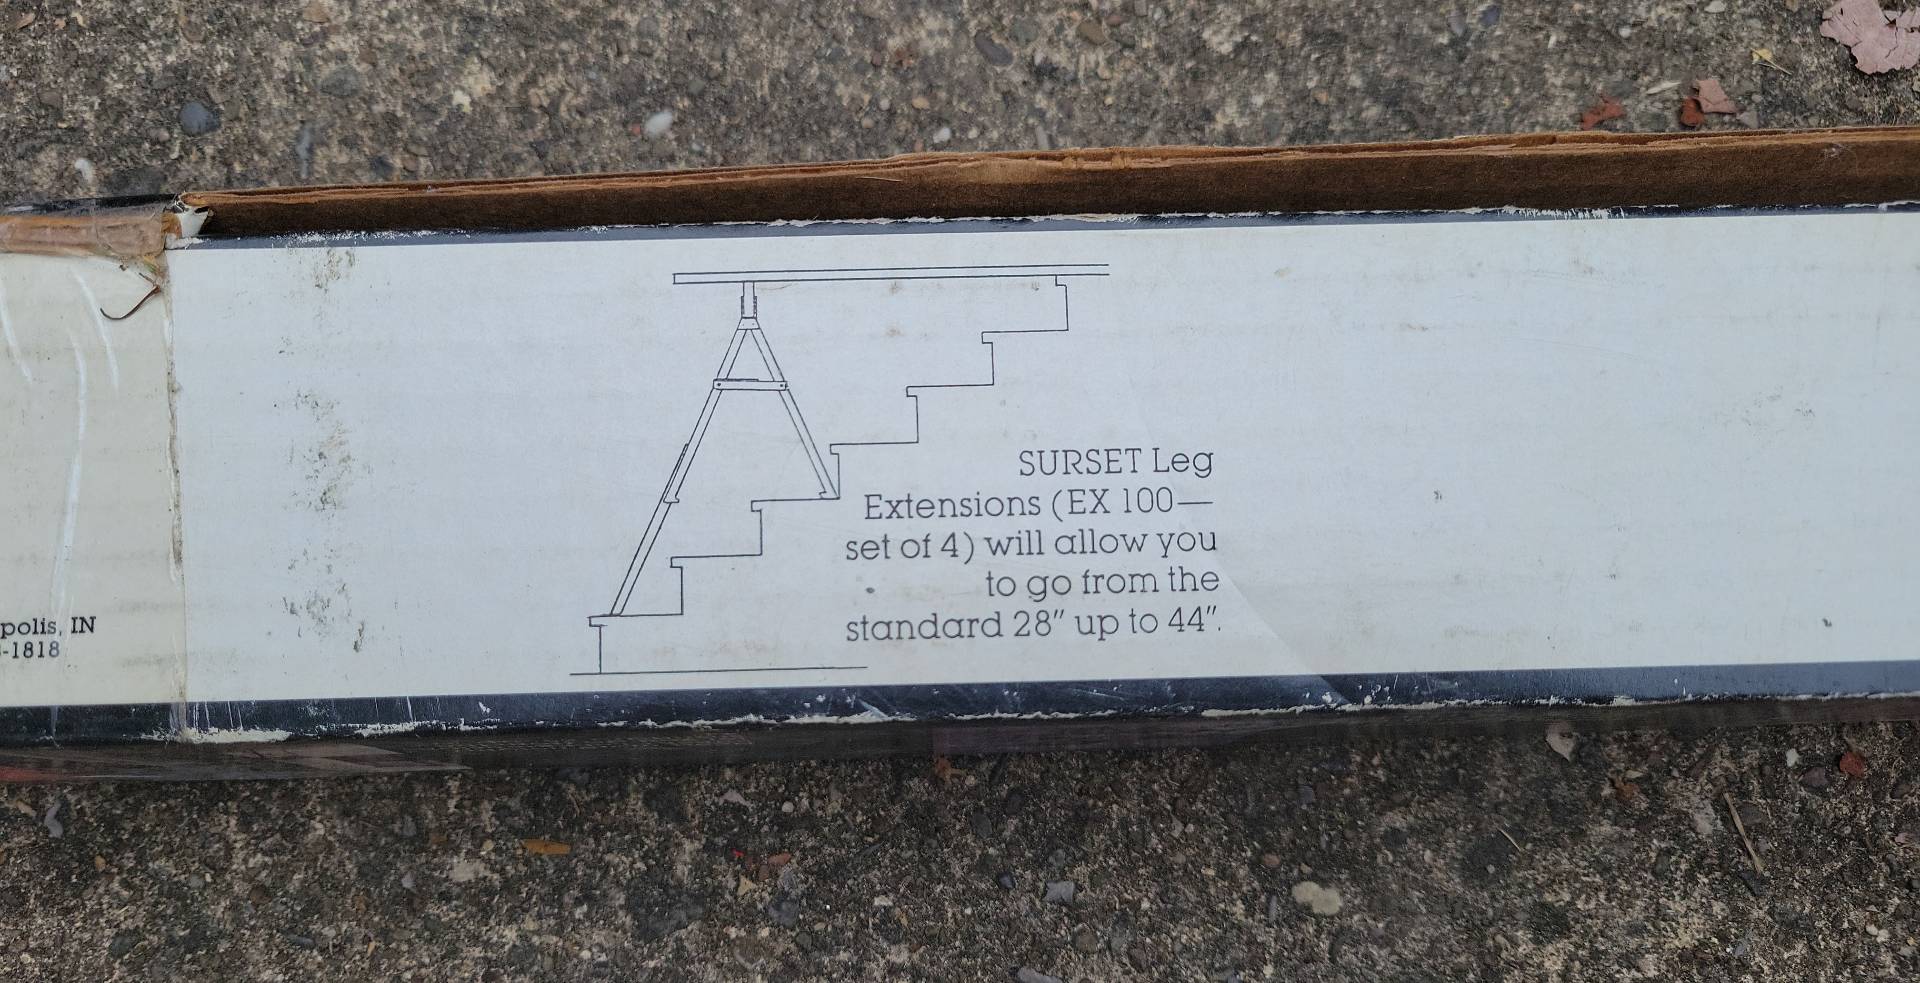 polis, IN
-1818
SURSET Leg
Extensions (EX 100—
set of 4) will allow you
to go from the
standard 28" up to 44".